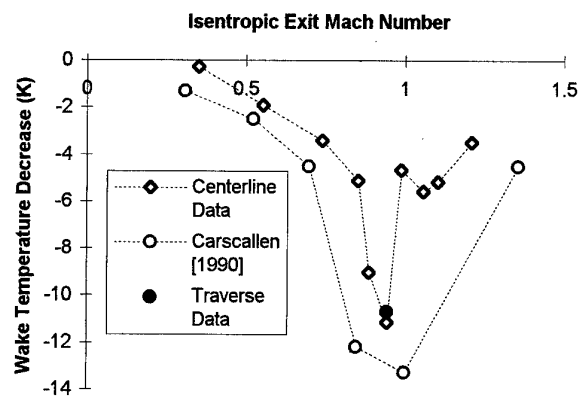 Isentropic Exit Mach Number
0
0
0.5
1
1.5
-2
-4
-6
-8
-10
-12
-14
Wake Temperature Decrease (K)
Centerline
Data
Carscallen
[1990]
Traverse
Data